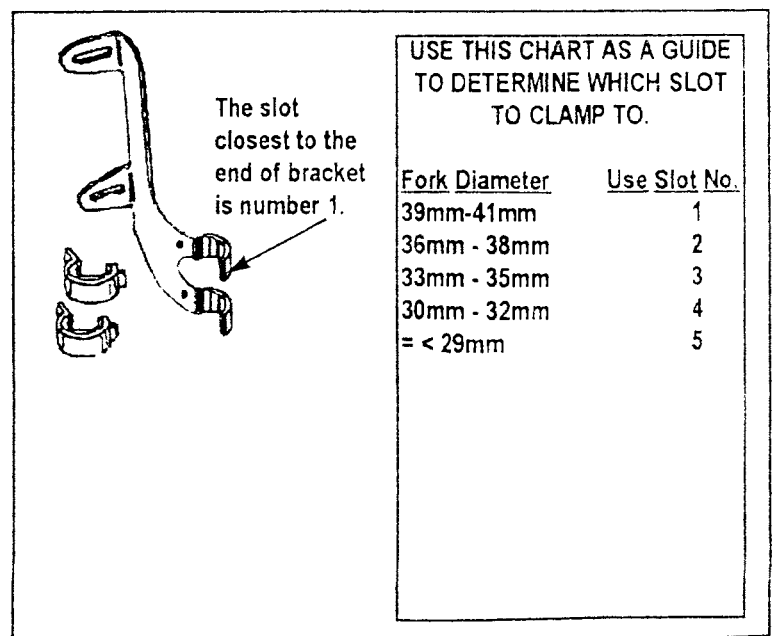 The slot
closest to the
end of bracket
is number 1.
USE THIS CHART AS A GUIDE
TO DETERMINE WHICH SLOT
TO CLAMP TO.
Fork Diameter Use Slot No.
39mm-41mm 1
36mm - 38mm 2
33mm - 35mm 3
30mm - 32mm 4
= < 29mm 5